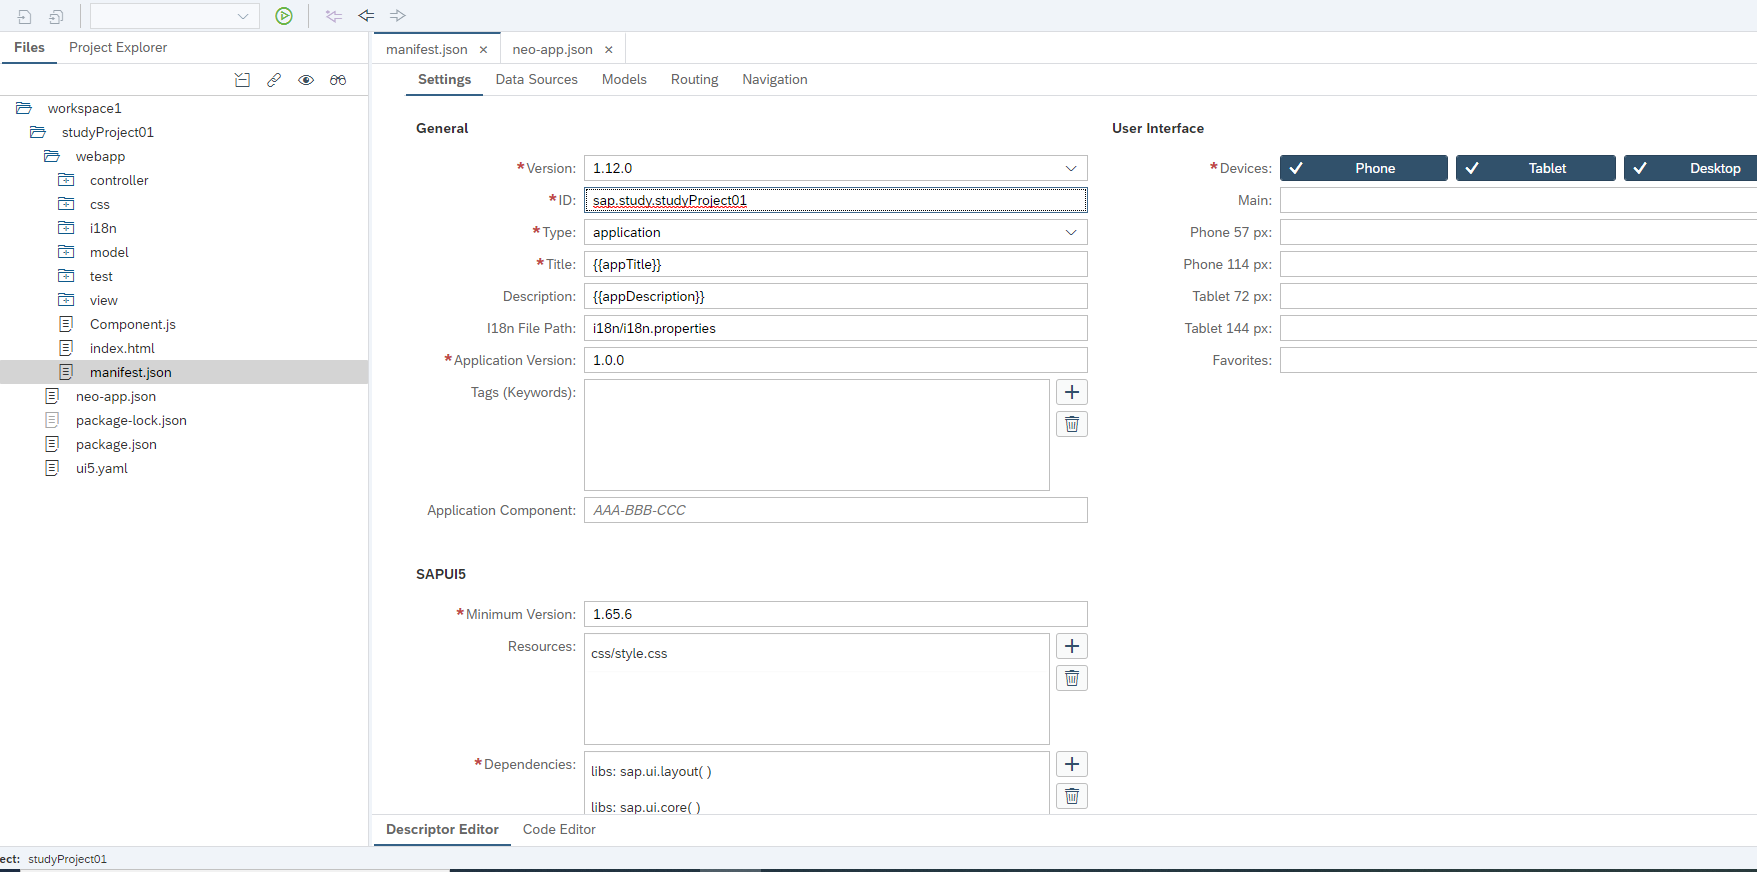 Files
Project Explorer
workspace1
studyProject01
webapp
controller
css
i18n
model
test
view
Component.js
index.html
manifest.json
neo-app.json
package-lock.json
package.json
ui5.yaml
manifest.json ×
neo-app.json ×
Settings
Data Sources
Models
Routing
Navigation
General
*Version: 1.12.0
*ID: sap.study.studyProject01
*Type: application
*Title: {{appTitle}}
Description: {{appDescription}}
I18n File Path: i18n/i18n.properties
*Application Version: 1.0.0
Tags (Keywords):
Application Component: AAA-BBB-CCC
SAPUI5
*Minimum Version: 1.65.6
Resources: css/style.css
*Dependencies: libs: sap.ui.layout( )
libs: sap.ui.core( )
User Interface
*Devices: Phone Tablet Desktop
Main:
Phone 57 px:
Phone 114 px:
Tablet 72 px:
Tablet 144 px:
Favorites:
Descriptor Editor
Code Editor
ect: studyProject01